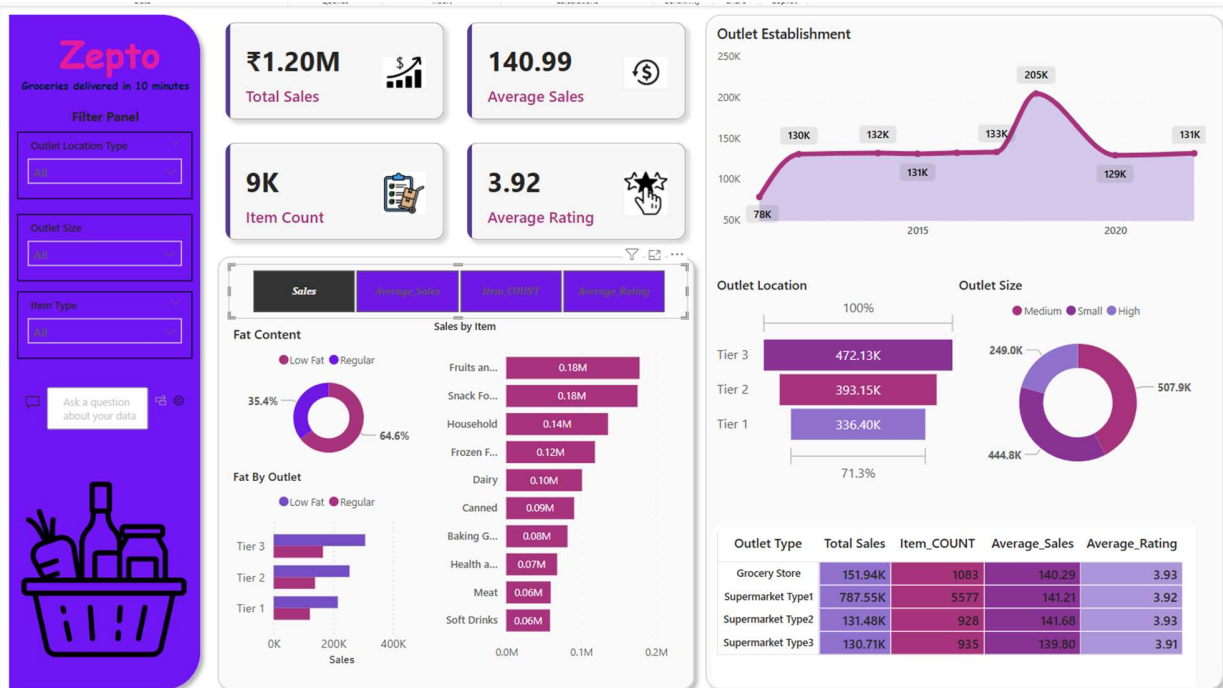 Zepto
Groceries delivered in 10 minutes
Filter Panel
Outlet Location Type
All
Outlet Size
All
Item Type
All
Ask a question
about your data
₹1.20M
Total Sales
140.99
Average Sales
9K
Item Count
3.92
Average Rating
Sales Average_Sales Item_COUNT Average_Rating
Fat Content
Low Fat Regular
35.4%
64.6%
Fat By Outlet
Low Fat Regular
Tier 3
Tier 2
Tier 1
0K 200K 400K
Sales
Sales by Item
Fruits an... 0.18M
Snack Fo... 0.18M
Household 0.14M
Frozen F... 0.12M
Dairy 0.10M
Canned 0.09M
Baking G... 0.08M
Health a... 0.07M
Meat 0.06M
Soft Drinks 0.06M
0.0M 0.1M 0.2M
Outlet Establishment
250K
200K
150K
100K
50K
78K
130K
132K
131K
133K
205K
129K
131K
2015 2020
Outlet Location
100%
Tier 3 472.13K
Tier 2 393.15K
Tier 1 336.40K
71.3%
Outlet Size
Medium Small High
249.0K
507.9K
444.8K
Outlet Type Total Sales Item_COUNT Average_Sales Average_Rating
Grocery Store 151.94K 1083 140.29 3.93
Supermarket Type1 787.55K 5577 141.21 3.92
Supermarket Type2 131.48K 928 141.68 3.93
Supermarket Type3 130.71K 935 139.80 3.91